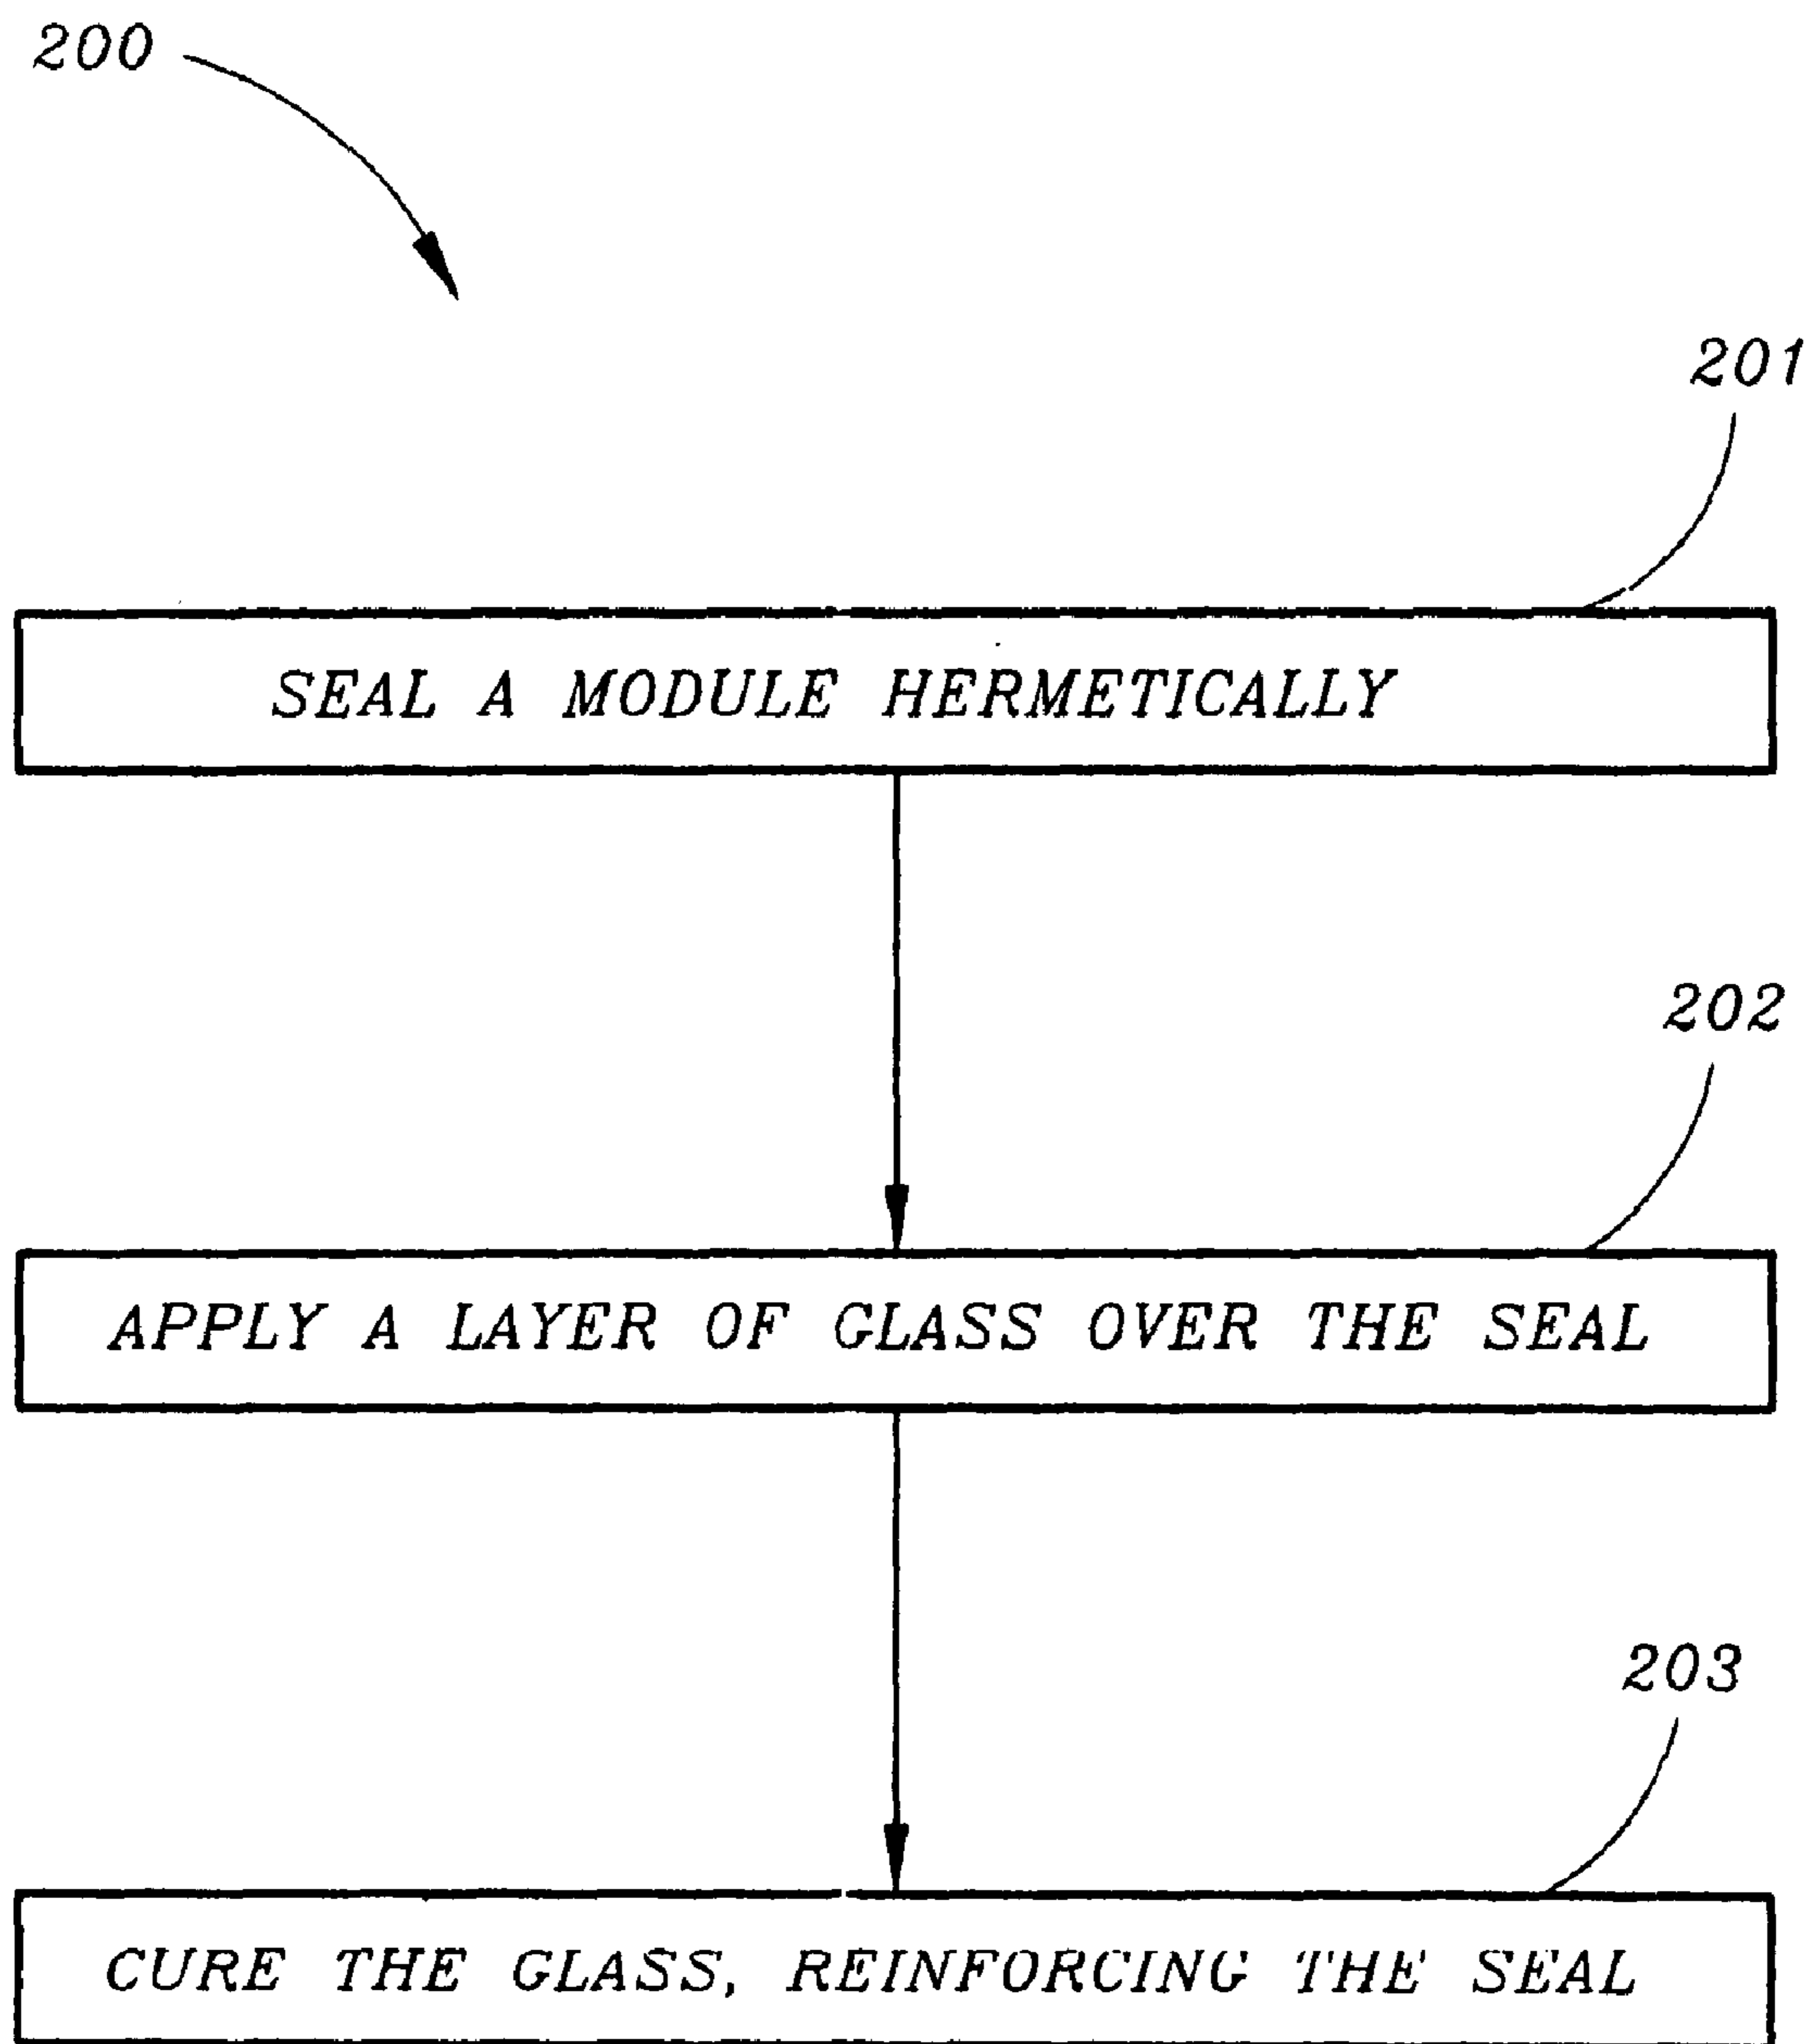 200
201
SEAL A MODULE HERMETICALLY
202
APPLY A LAYER OF GLASS OVER THE SEAL
203
CURE THE GLASS, REINFORCING THE SEAL